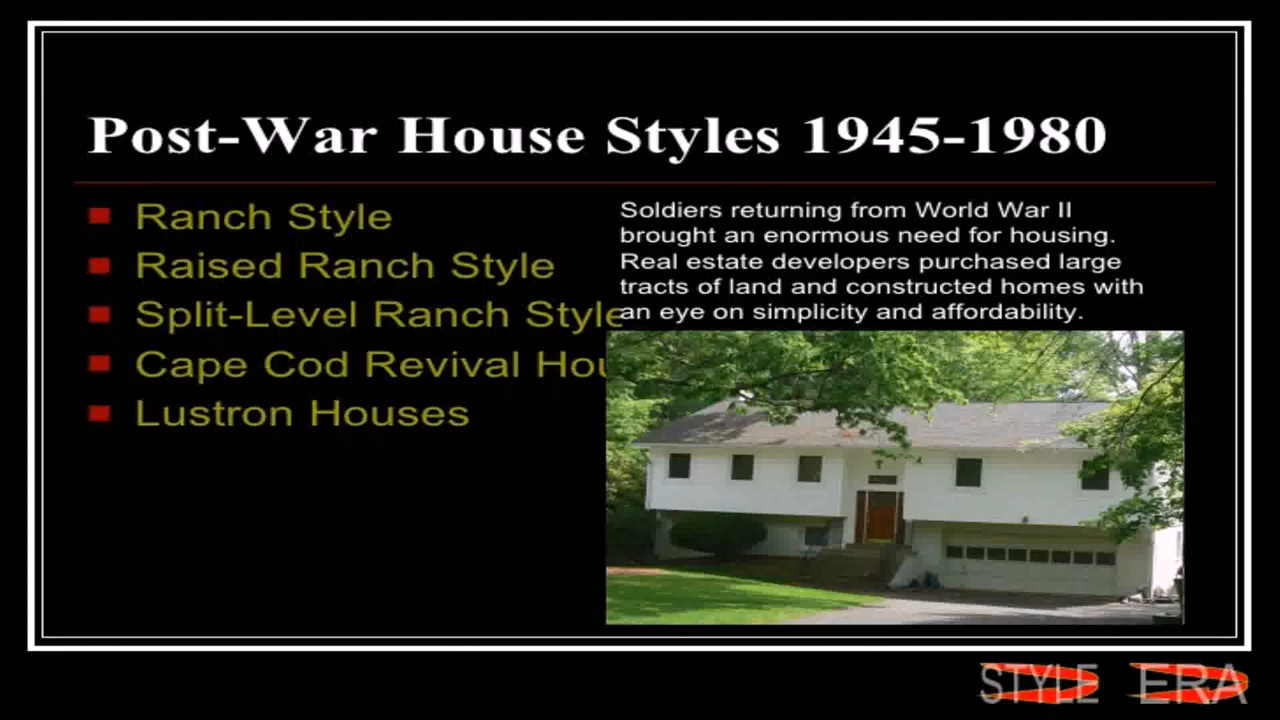 Post-War House Styles 1945-1980
Ranch Style
Raised Ranch Style
Split-Level Ranch Style
Cape Cod Revival
Lustron Houses
Soldiers returning from World War II
brought an enormous need for housing.
Real estate developers purchased large
tracts of land and constructed homes with
an eye on simplicity and affordability.
STYLE ERA